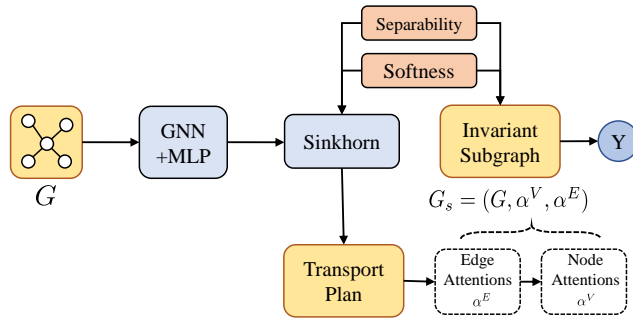 Separability
Softness
G
GNN
+MLP
Sinkhorn
Invariant
Subgraph
Y
G_s = (G, α^V, α^E)
Transport
Plan
Edge
Attentions
α^E
Node
Attentions
α^V